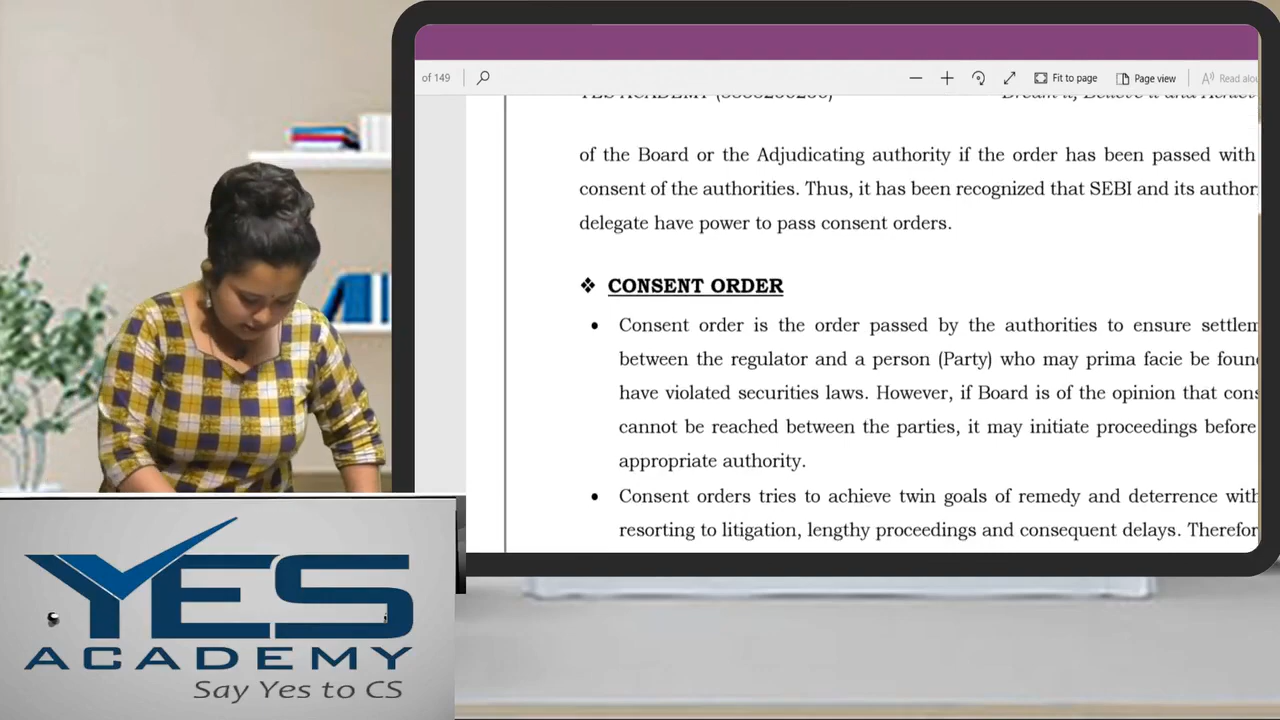 of 149
Fit to page
Page view
Read alou
YES ACADEMY
of the Board or the Adjudicating authority if the order has been passed with
consent of the authorities. Thus, it has been recognized that SEBI and its author
delegate have power to pass consent orders.
❖ CONSENT ORDER
• Consent order is the order passed by the authorities to ensure settlem
between the regulator and a person (Party) who may prima facie be foun
have violated securities laws. However, if Board is of the opinion that cons
cannot be reached between the parties, it may initiate proceedings before
appropriate authority.
• Consent orders tries to achieve twin goals of remedy and deterrence with
resorting to litigation, lengthy proceedings and consequent delays. Therefor
YES
ACADEMY
Say Yes to CS